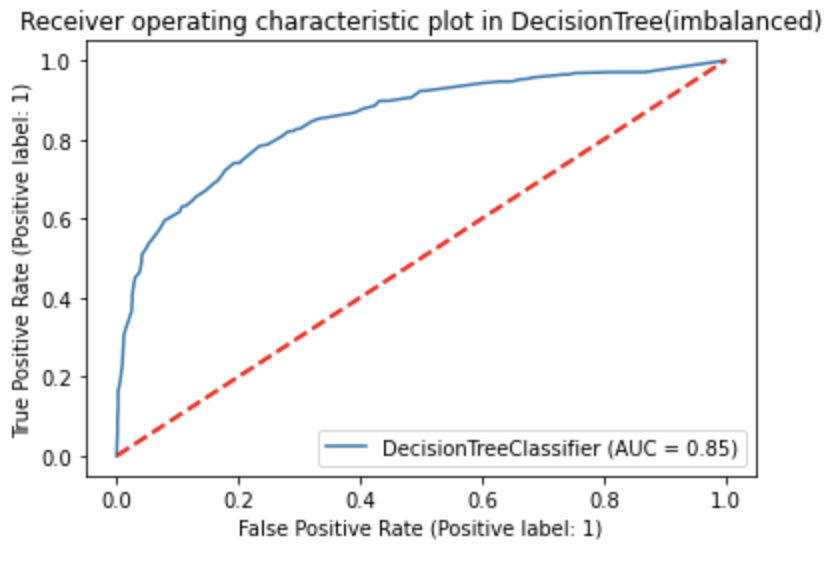 Receiver operating characteristic plot in DecisionTree(imbalanced)
True Positive Rate (Positive label: 1)
1.0
0.8
0.6
0.4
0.2
0.0
DecisionTreeClassifier (AUC = 0.85)
0.0 0.2 0.4 0.6 0.8 1.0
False Positive Rate (Positive label: 1)